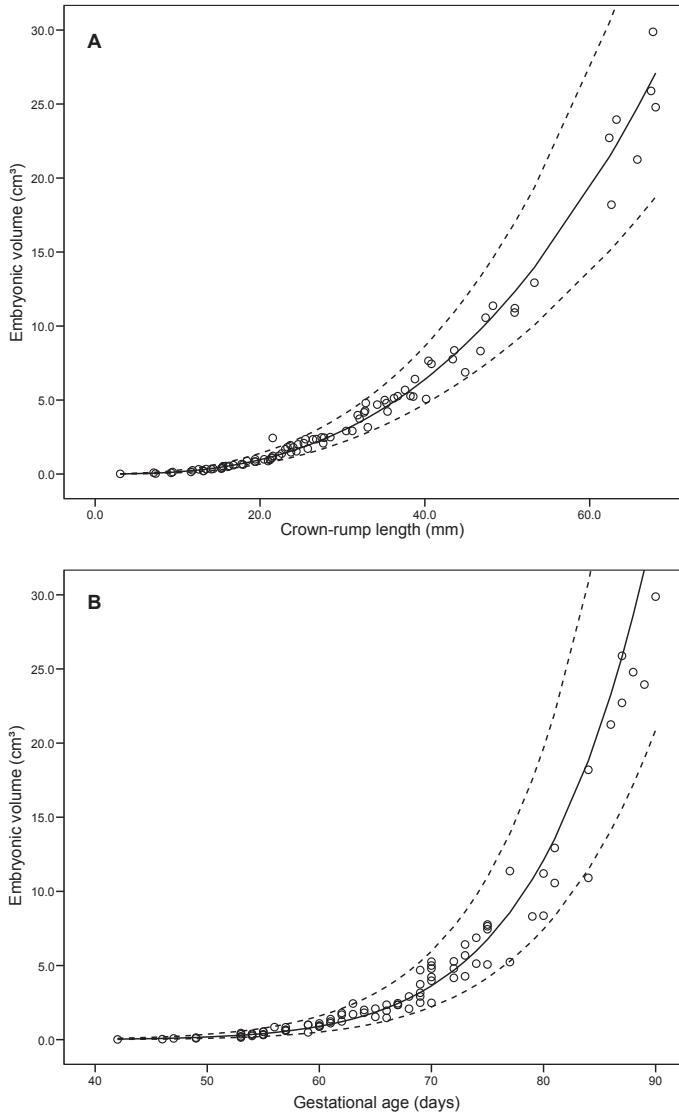 A
30.0
25.0
20.0
15.0
10.0
5.0
0.0
Embryonic volume (cm³)
0.0 20.0 40.0 60.0
Crown-rump length (mm)
B
30.0
25.0
20.0
15.0
10.0
5.0
0.0
Embryonic volume (cm³)
40 50 60 70 80 90
Gestational age (days)